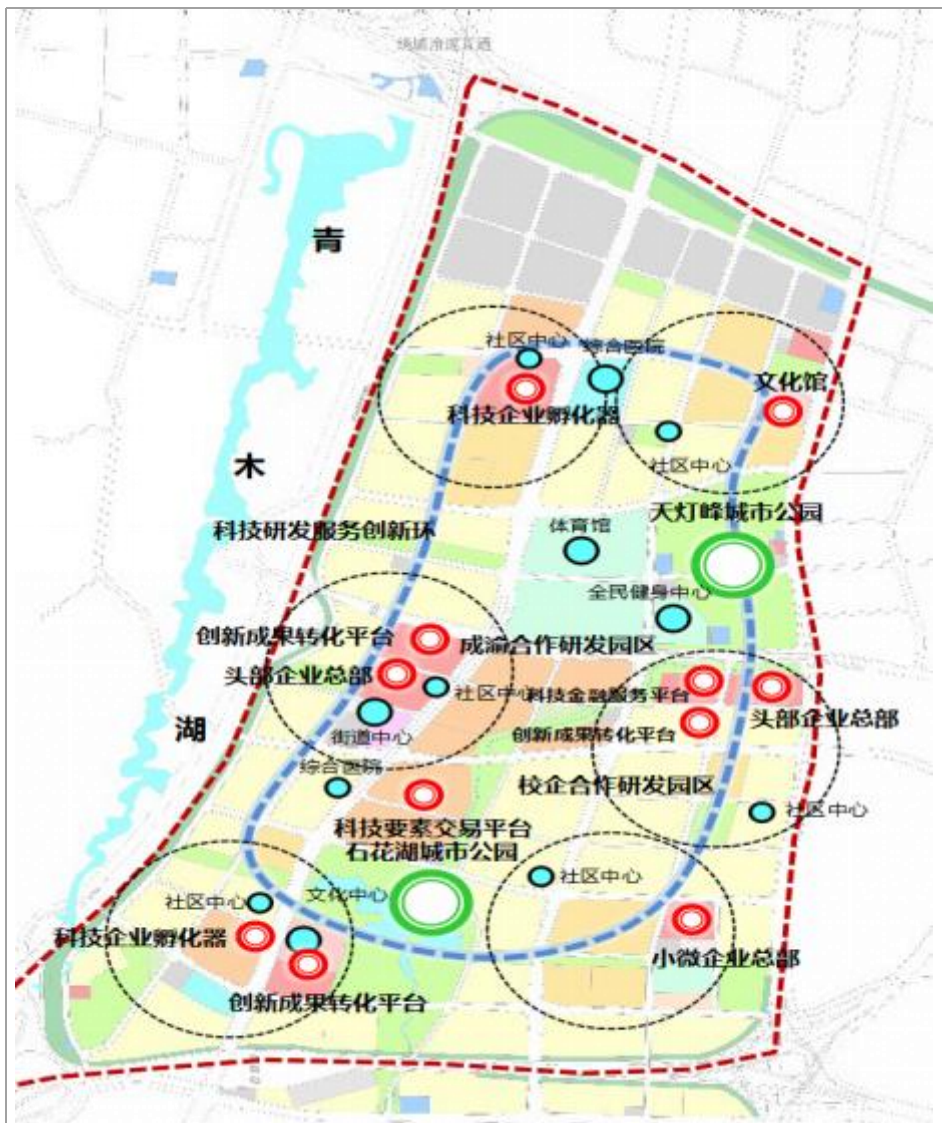 青
木
湖
社区中心
综合医院
科技企业孵化器
文化馆
社区中心
天灯峰城市公园
科技研发服务创新环
体育馆
全民健身中心
创新成果转化平台
成渝合作研发园区
头部企业总部
社区中心
科技金融服务平台
头部企业总部
街道中心
创新成果转化平台
综合医院
校企合作研发园区
社区中心
科技要素交易平台
石花湖城市公园
社区中心
文化中心
社区中心
科技企业孵化器
小微企业总部
创新成果转化平台